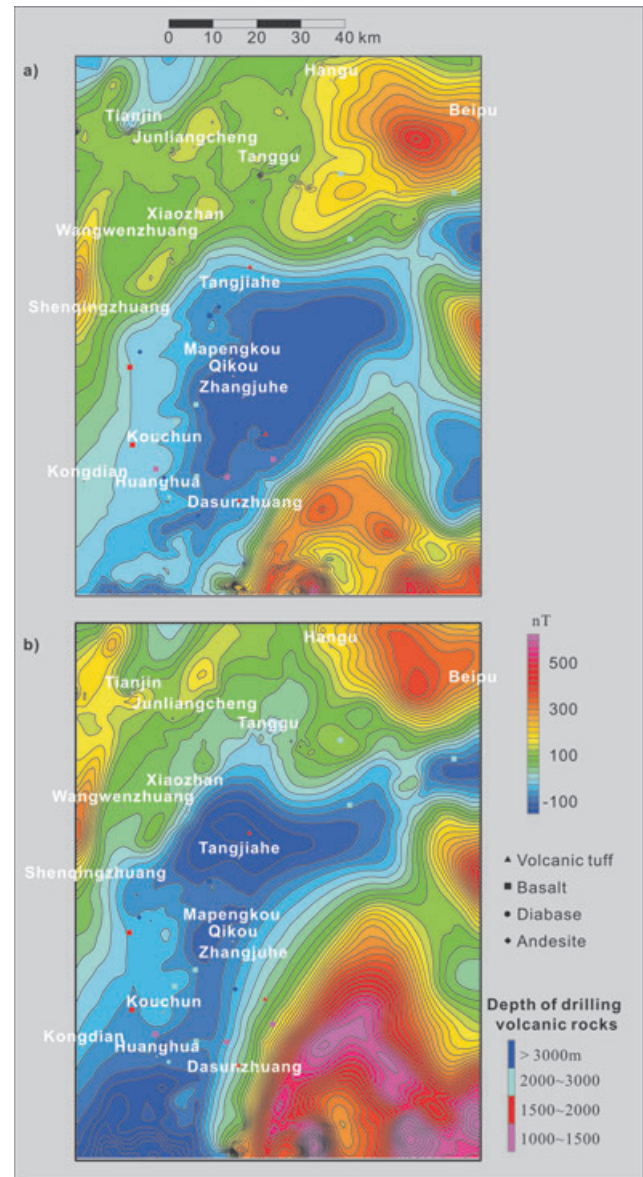 0 10 20 30 40 km
a)
Hangu
Beipu
Tianjin
Junliangcheng
Tanggu
Xiaozhan
Wangwenzhuang
Tangjiahe
Shenqingzhuang
Mapengkou
Qikou
Zhangjuhe
Kouchun
Kongdian
Huanghua
Dasunzhuang
b)
Hangu
Tianjin
Beipu
Junliangcheng
Tanggu
Xiaozhan
Wangwenzhuang
Tangjiahe
Shenqingzhuang
Mapengkou
Qikou
Zhangjuhe
Kouchun
Kongdian
Huanghua
Dasunzhuang
nT
500
300
100
-100
Volcanic tuff
Basalt
Diabase
Andesite
Depth of drilling
volcanic rocks
> 3000m
2000~3000
1500~2000
1000~1500